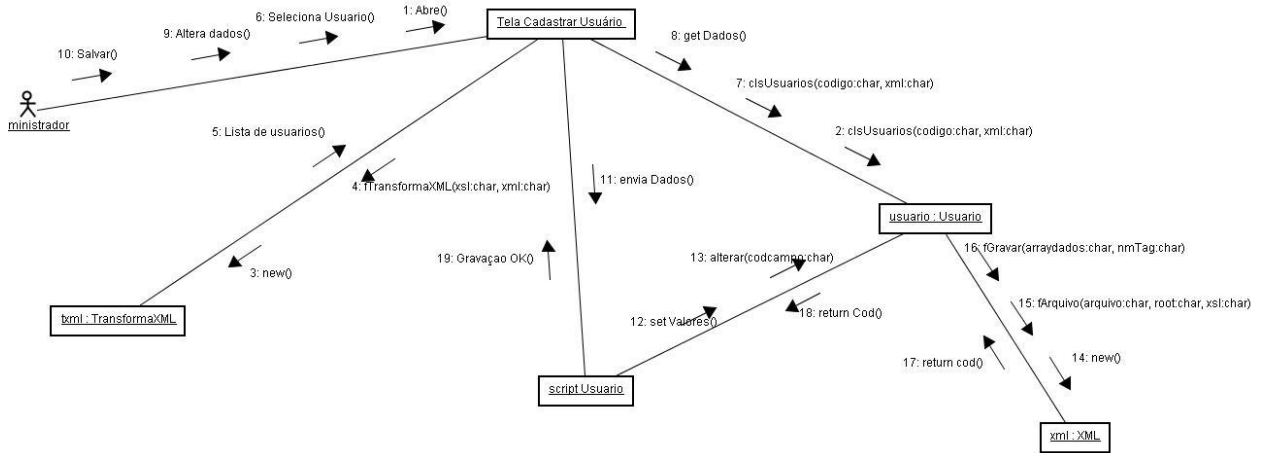 1: Abre()
6: Seleciona Usuario()
9: Altera dados()
10: Salvar()
Tela Cadastrar Usuário
8: get Dados()
7: clsUsuarios(codigo:char, xml:char)
2: clsUsuarios(codigo:char, xml:char)
ministrador
5: Lista de usuarios()
4: fTransformaXML(xsl:char, xml:char)
11: envia Dados()
usuario : Usuario
16: fGravar(arraydados:char, nmTag:char)
13: alterar(codcampo:char)
19: Gravaçao OK()
3: new()
15: fArquivo(arquivo:char, root:char, xsl:char)
txml : TransformaXML
12: set Valores()
18: return Cod()
17: return cod()
14: new()
script Usuario
xml : XML